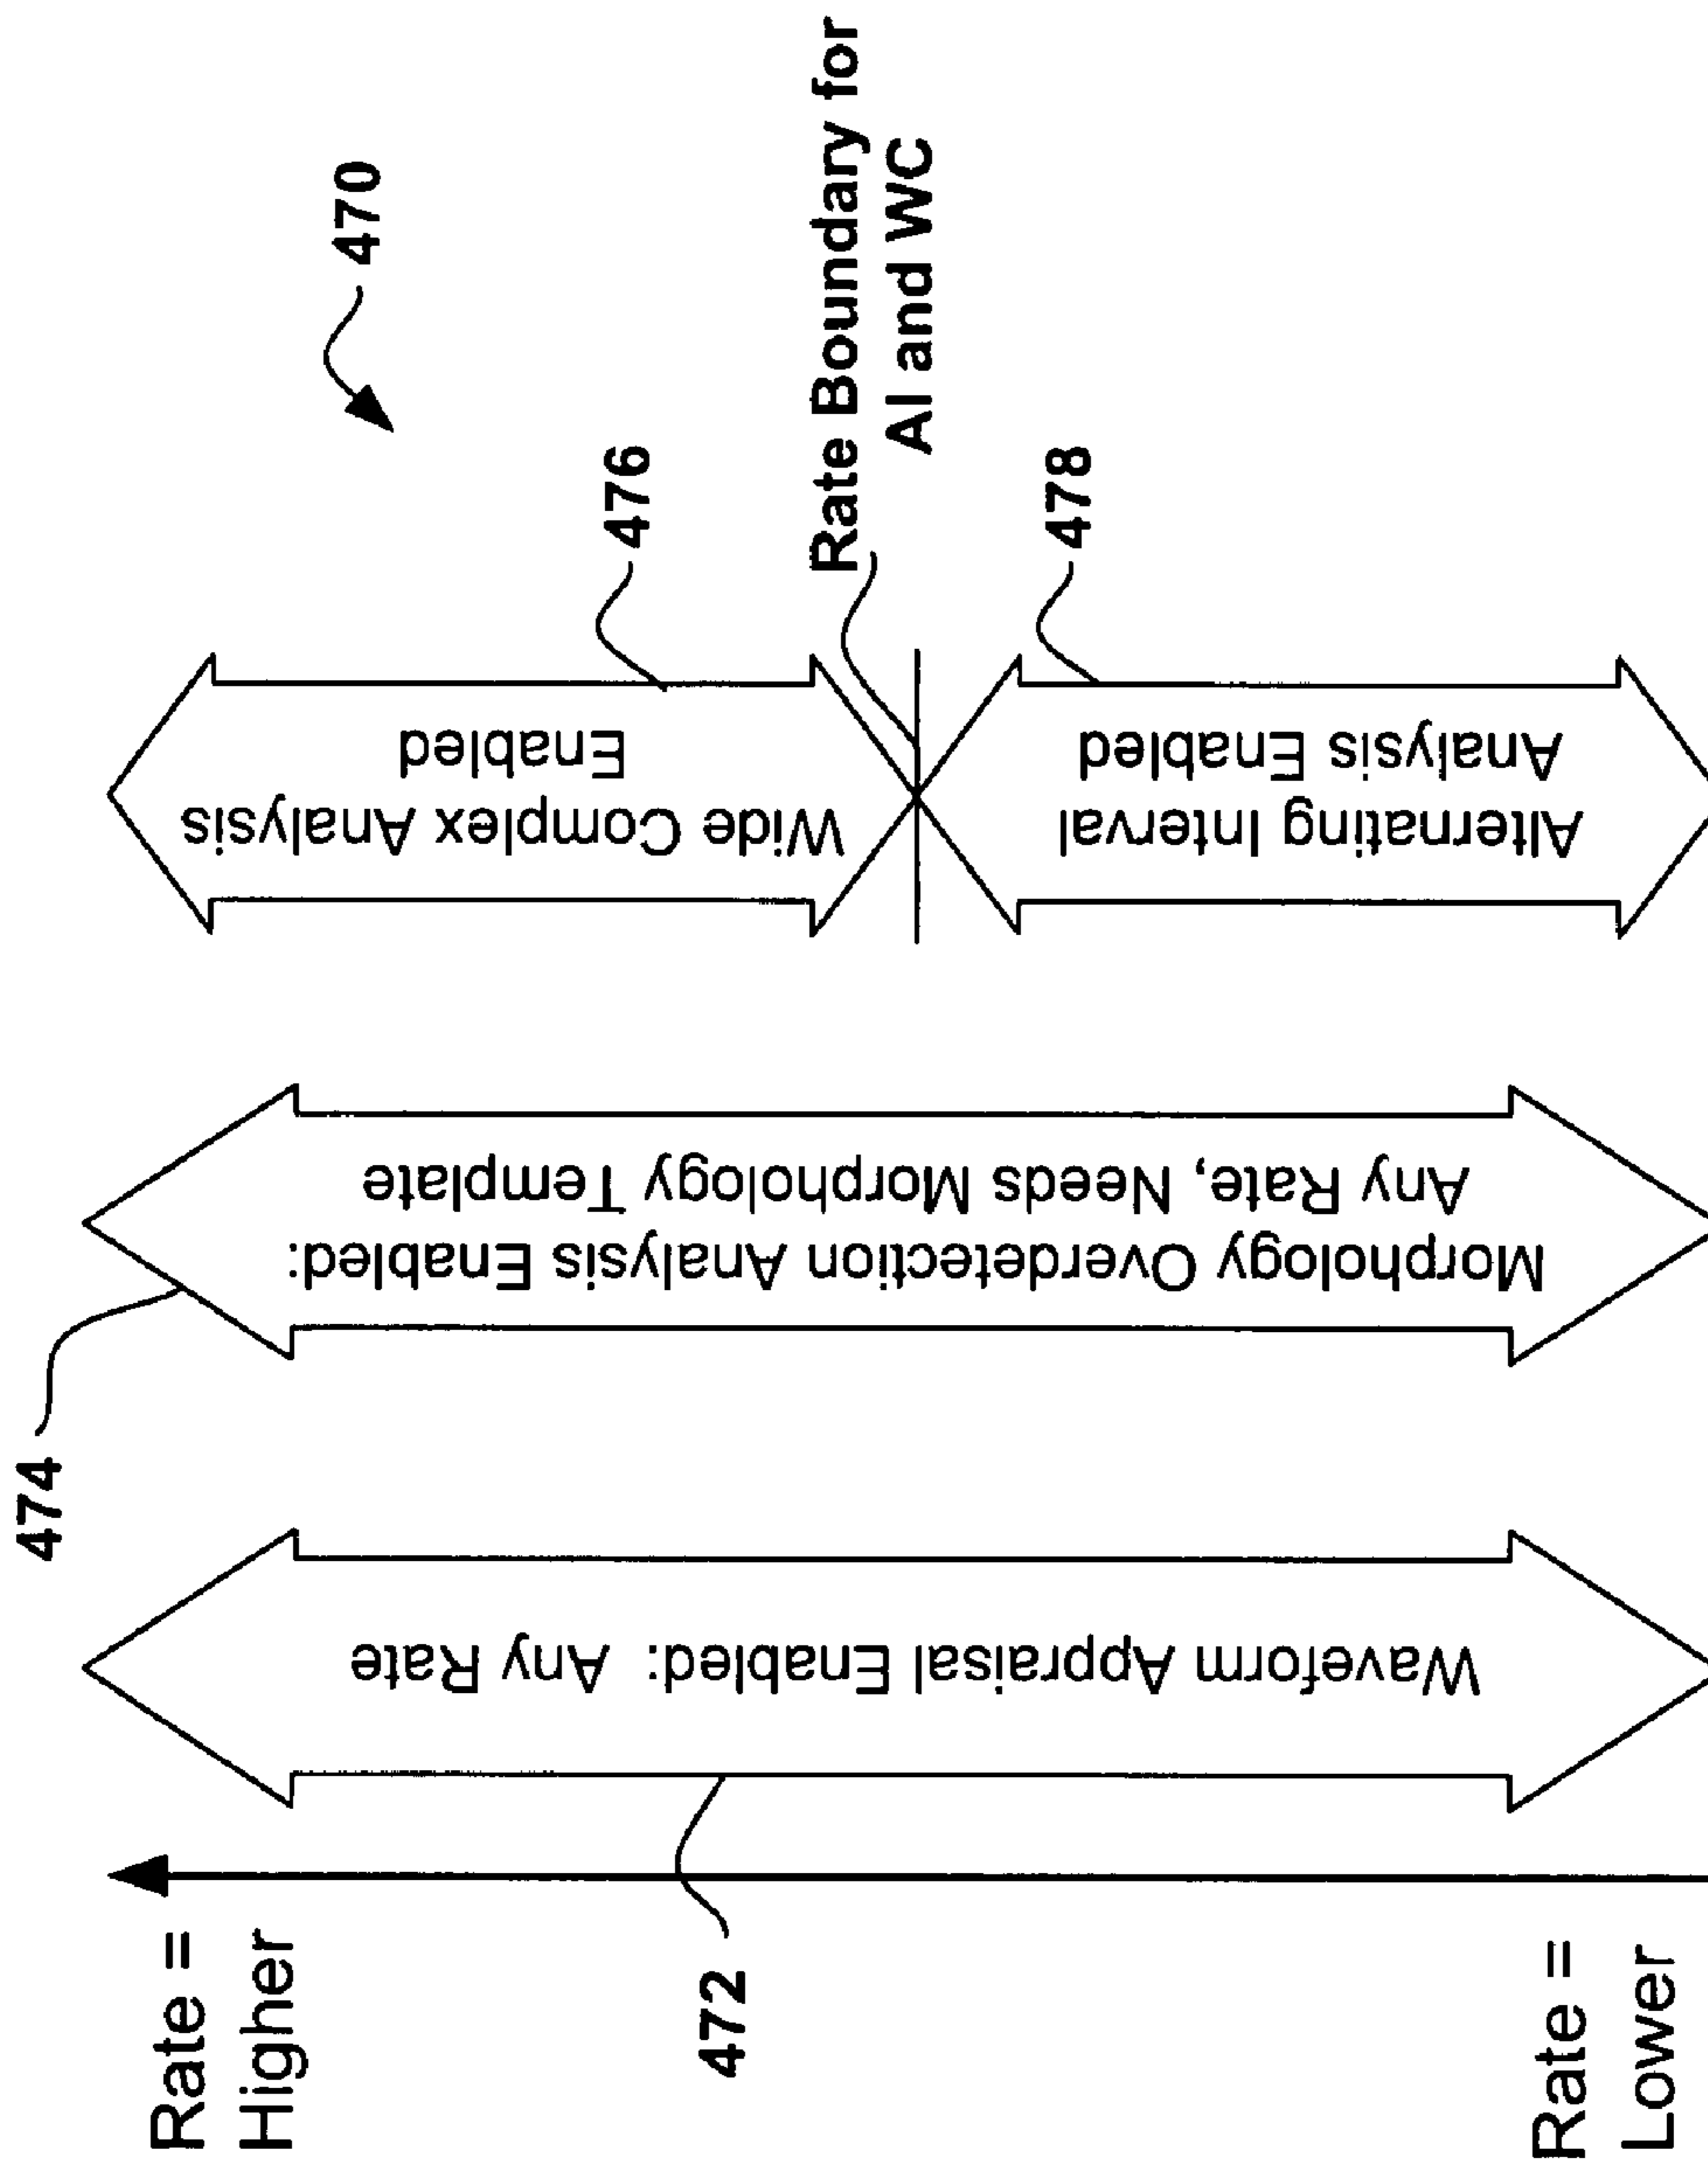 470
Rate =
Higher
472
Rate =
Lower
Waveform Appraisal Enabled:  Any Rate
474
Morphology Overdetection Analysis Enabled:
Any Rate, Needs Morphology Template
Wide Complex Analysis
Enabled
476
Rate Boundary for
AI and WC
Alternating Interval
Analysis Enabled
478